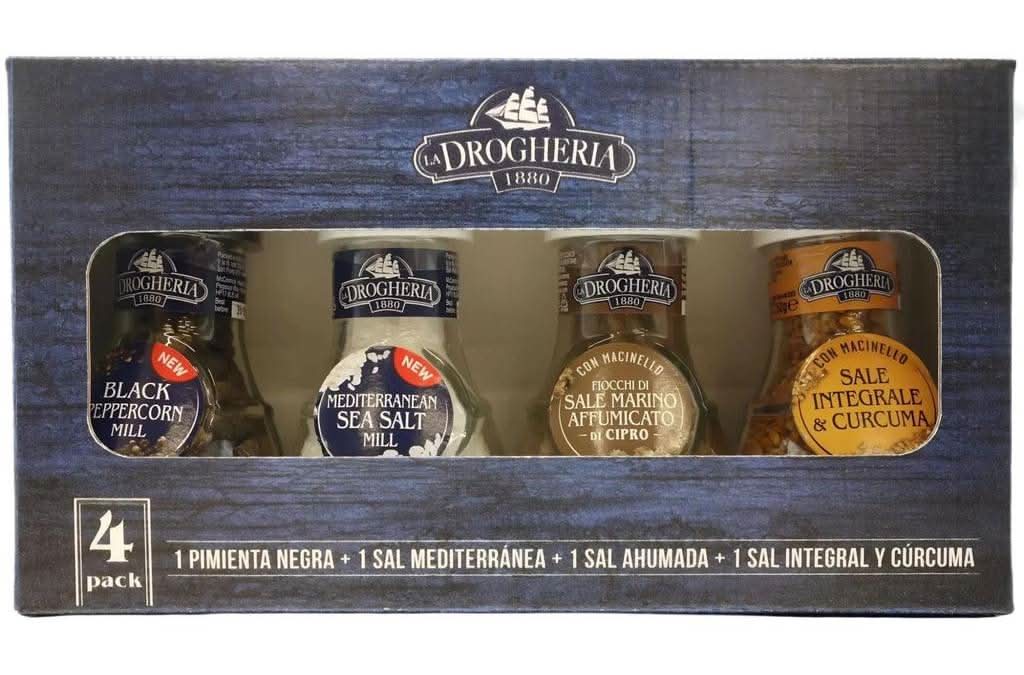 LA DROGHERIA
1880
DROGHERIA
1880
NEW
BLACK
PEPPERCORN
MILL
LA DROGHERIA
1880
NEW
MEDITERRANEAN
SEA SALT
MILL
LA DROGHERIA
1880
CON MACINELLO
FIOCCHI DI
SALE MARINO
AFFUMICATO
DI CIPRO
LA DROGHERIA
1880
CON MACINELLO
SALE
INTEGRALE
& CURCUMA
4
pack
1 PIMIENTA NEGRA + 1 SAL MEDITERRÁNEA + 1 SAL AHUMADA + 1 SAL INTEGRAL Y CÚRCUMA